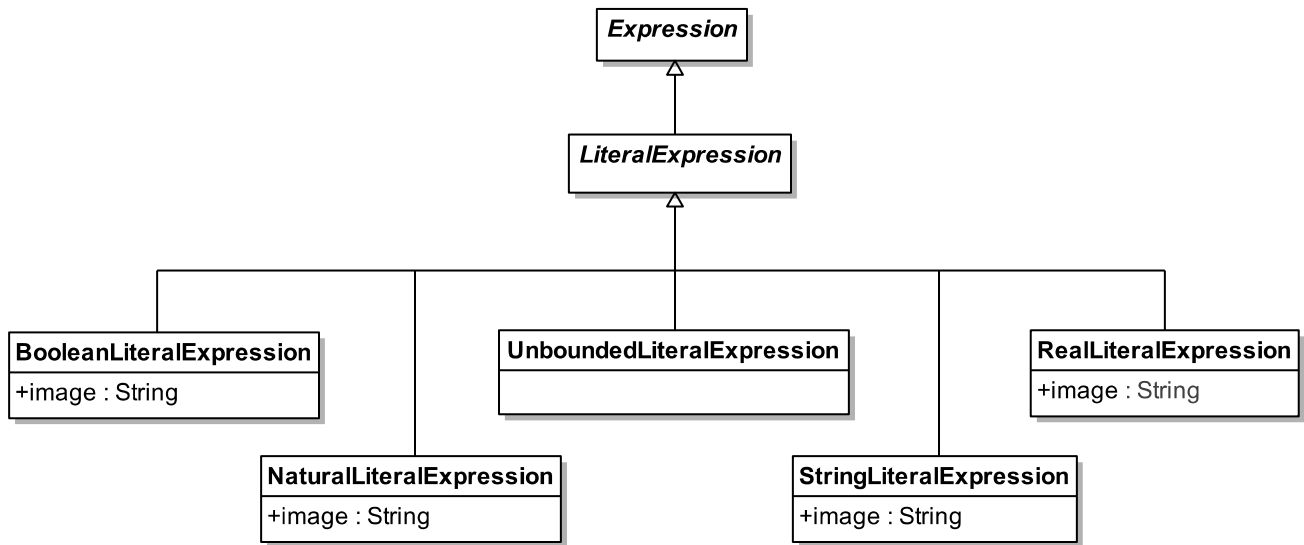 Expression
LiteralExpression
BooleanLiteralExpression
+image : String
UnboundedLiteralExpression
RealLiteralExpression
+image : String
NaturalLiteralExpression
+image : String
StringLiteralExpression
+image : String